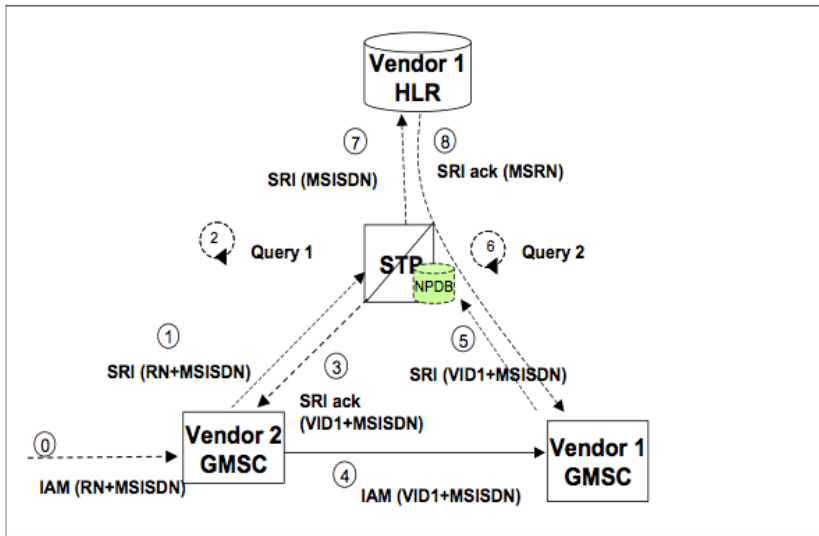 Vendor 1
HLR
7
8
SRI (MSISDN)
SRI ack (MSRN)
2
Query 1
6
Query 2
STP
NPDB
1
SRI (RN+MSISDN)
3
SRI ack
(VID1+MSISDN)
5
SRI (VID1+MSISDN)
0
IAM (RN+MSISDN)
Vendor 2
GMSC
4
IAM (VID1+MSISDN)
Vendor 1
GMSC